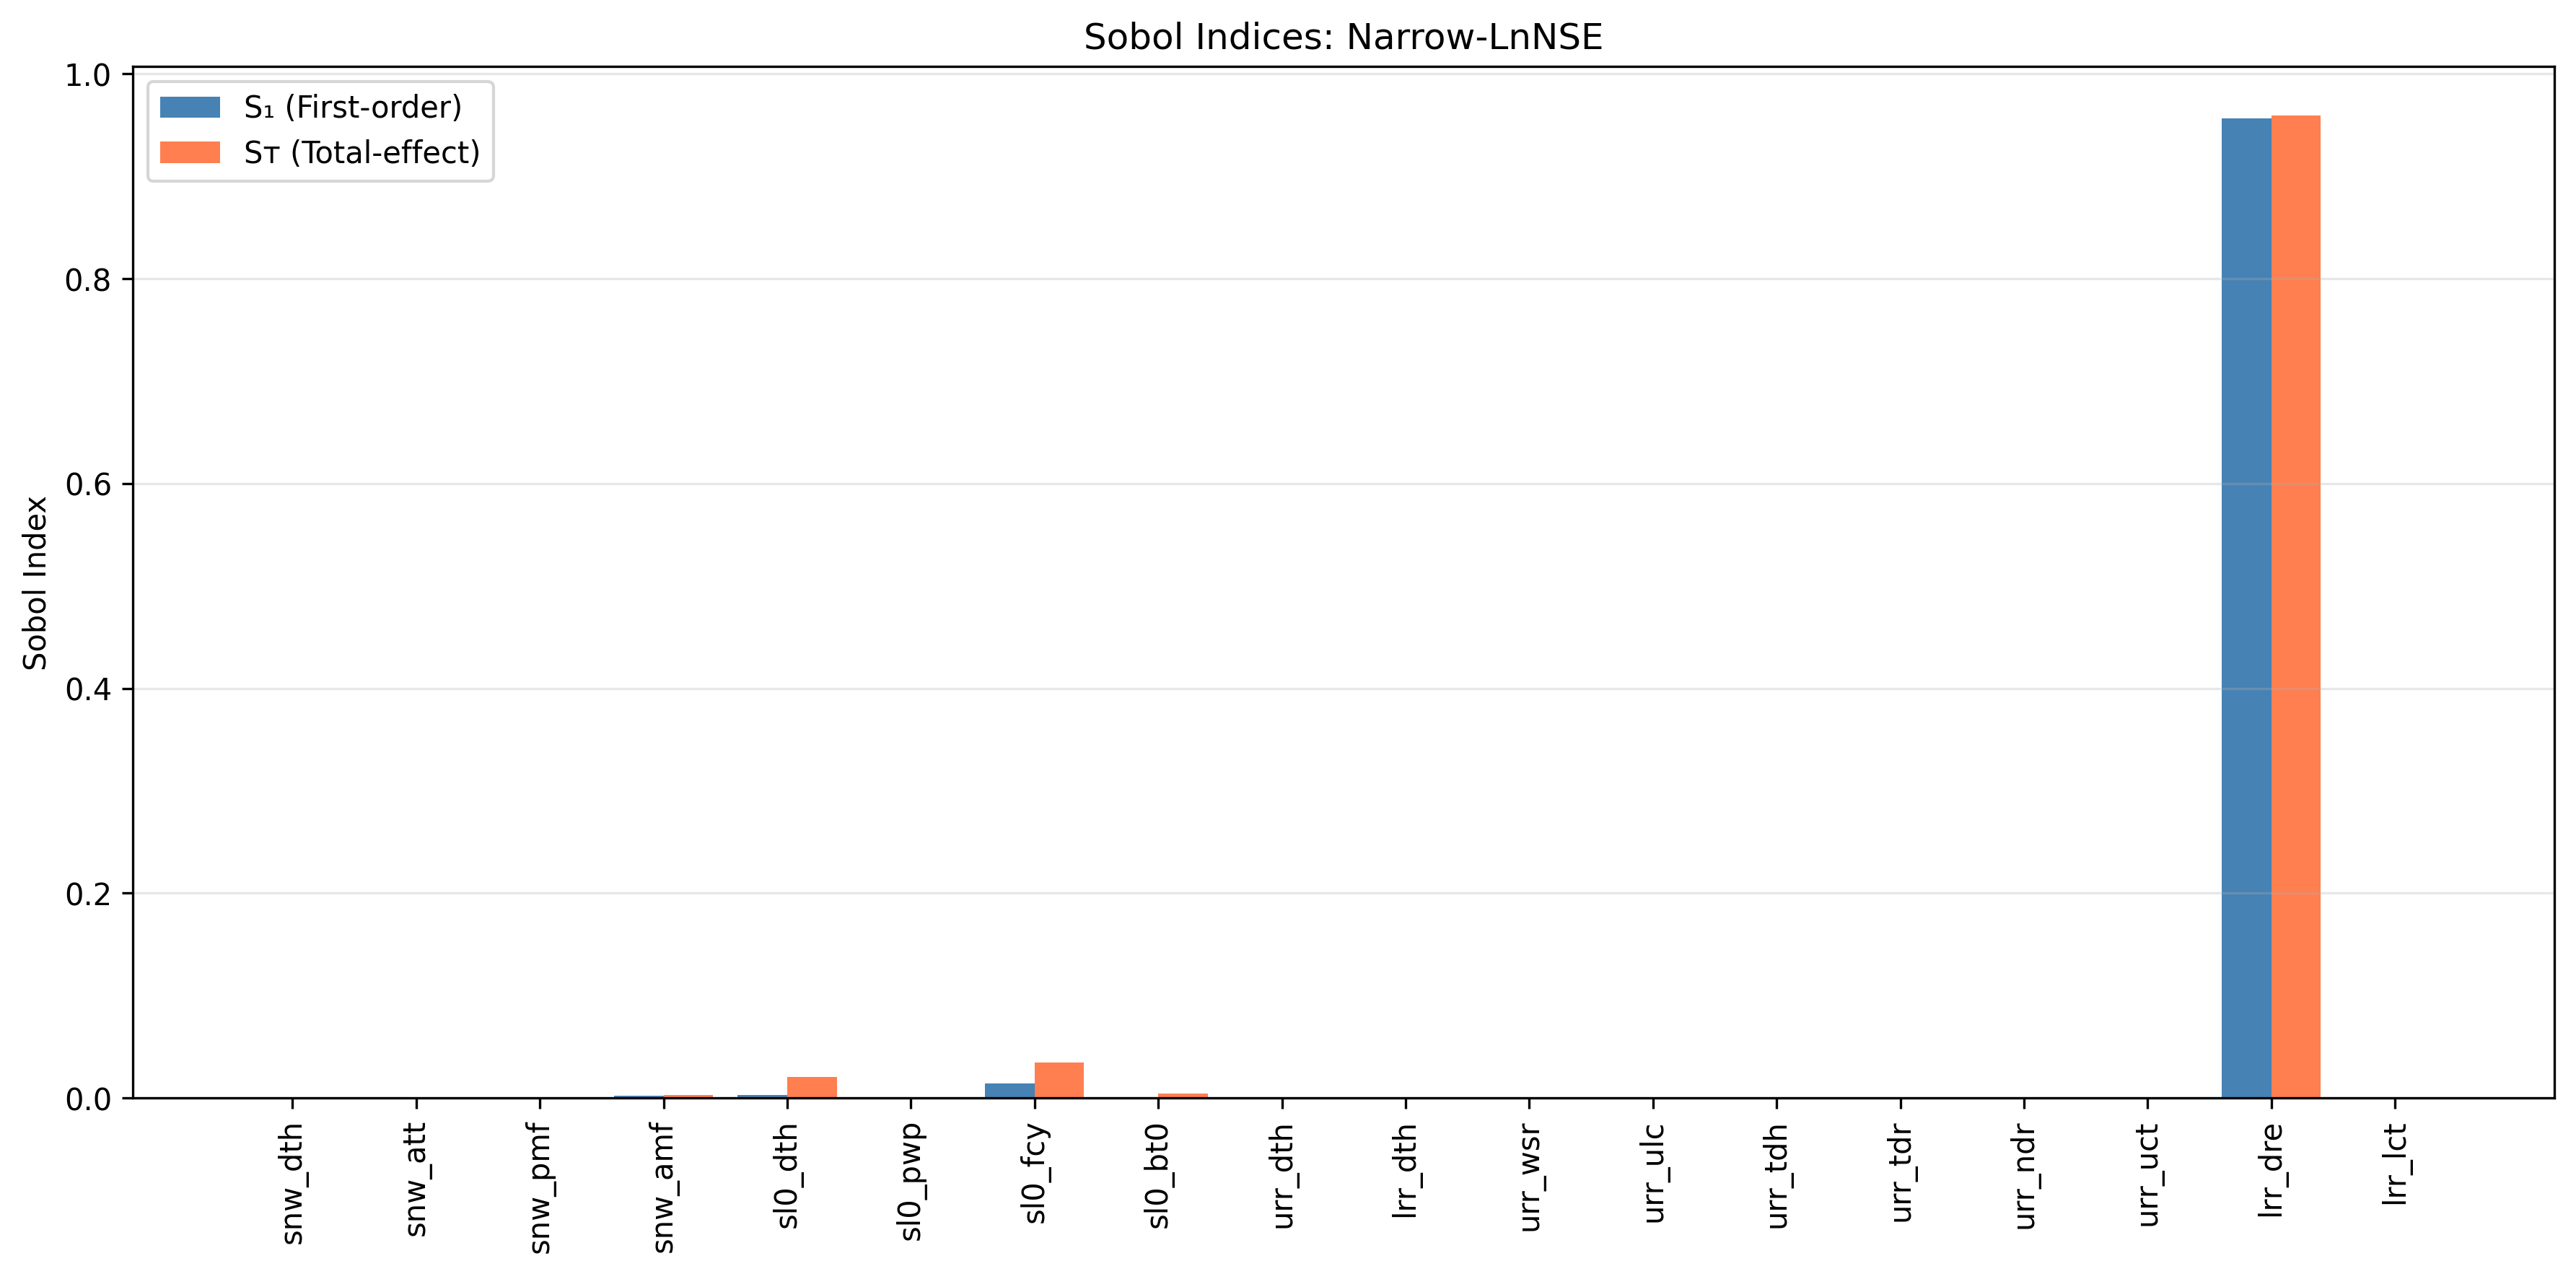 Sobol Indices: Narrow-LnNSE
S₁ (First-order)
Sᴛ (Total-effect)
Sobol Index
1.0
0.8
0.6
0.4
0.2
0.0
snw_dth
snw_att
snw_pmf
snw_amf
sl0_dth
sl0_pwp
sl0_fcy
sl0_bt0
urr_dth
lrr_dth
urr_wsr
urr_ulc
urr_tdh
urr_tdr
urr_ndr
urr_uct
lrr_dre
lrr_lct